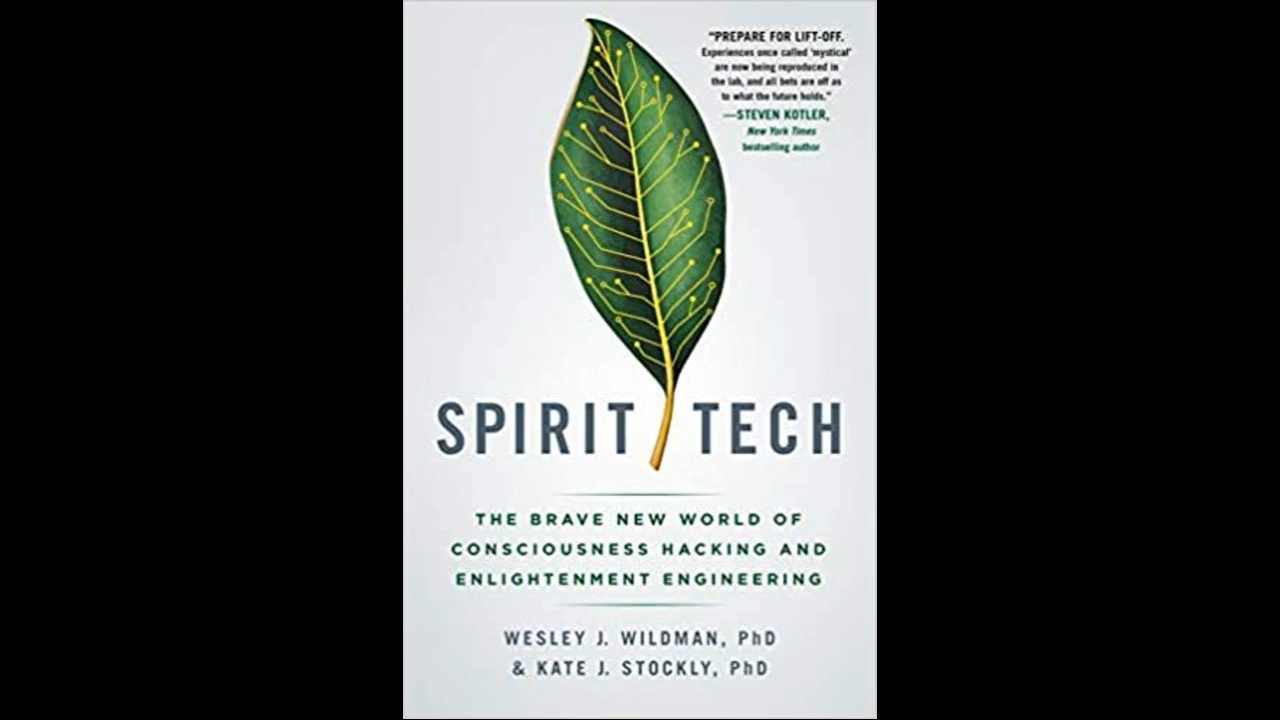 "PREPARE FOR LIFT-OFF.
Experiences once called 'mystical'
are now being reproduced in
the lab, and all bets are off as
to what the future holds."
—STEVEN KOTLER,
New York Times
bestselling author
SPIRIT TECH
THE BRAVE NEW WORLD OF
CONSCIOUSNESS HACKING AND
ENLIGHTENMENT ENGINEERING
WESLEY J. WILDMAN, PhD
& KATE J. STOCKLY, PhD